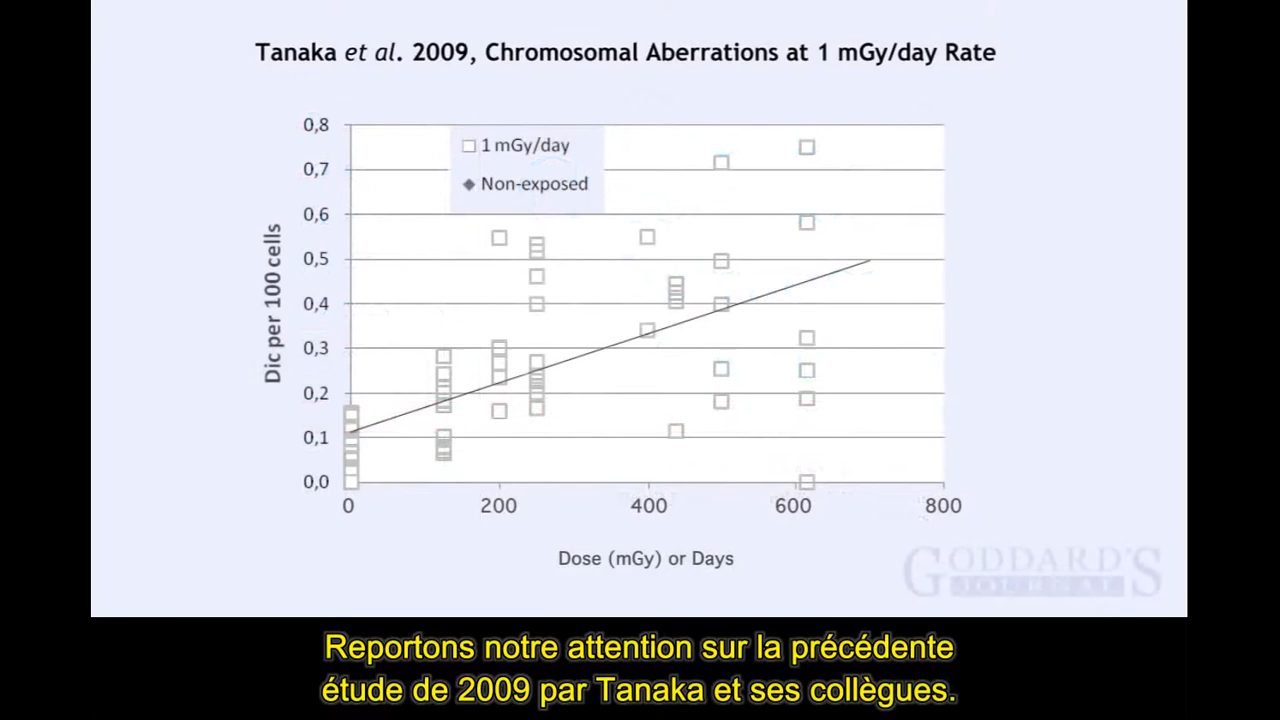 Tanaka et al. 2009, Chromosomal Aberrations at 1 mGy/day Rate
0,8
0,7
0,6
0,5
0,4
0,3
0,2
0,1
0,0
Dic per 100 cells
1 mGy/day
Non-exposed
0 200 400 600 800
Dose (mGy) or Days
GODDARD'S
JOURNAL
Reportons notre attention sur la précédente
étude de 2009 par Tanaka et ses collègues.